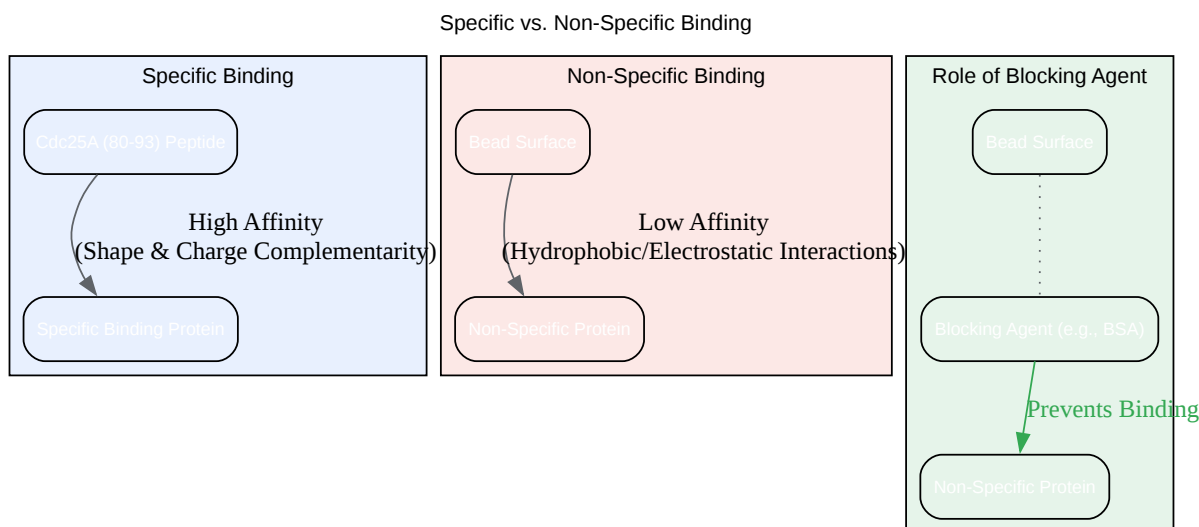 Specific vs. Non-Specific Binding
Specific Binding
Cdc25A (80-93) Peptide
High Affinity
(Shape & Charge Complementarity)
Specific Binding Protein
Non-Specific Binding
Bead Surface
Low Affinity
(Hydrophobic/Electrostatic Interactions)
Non-Specific Protein
Role of Blocking Agent
Bead Surface
Blocking Agent (e.g., BSA)
Prevents Binding
Non-Specific Protein